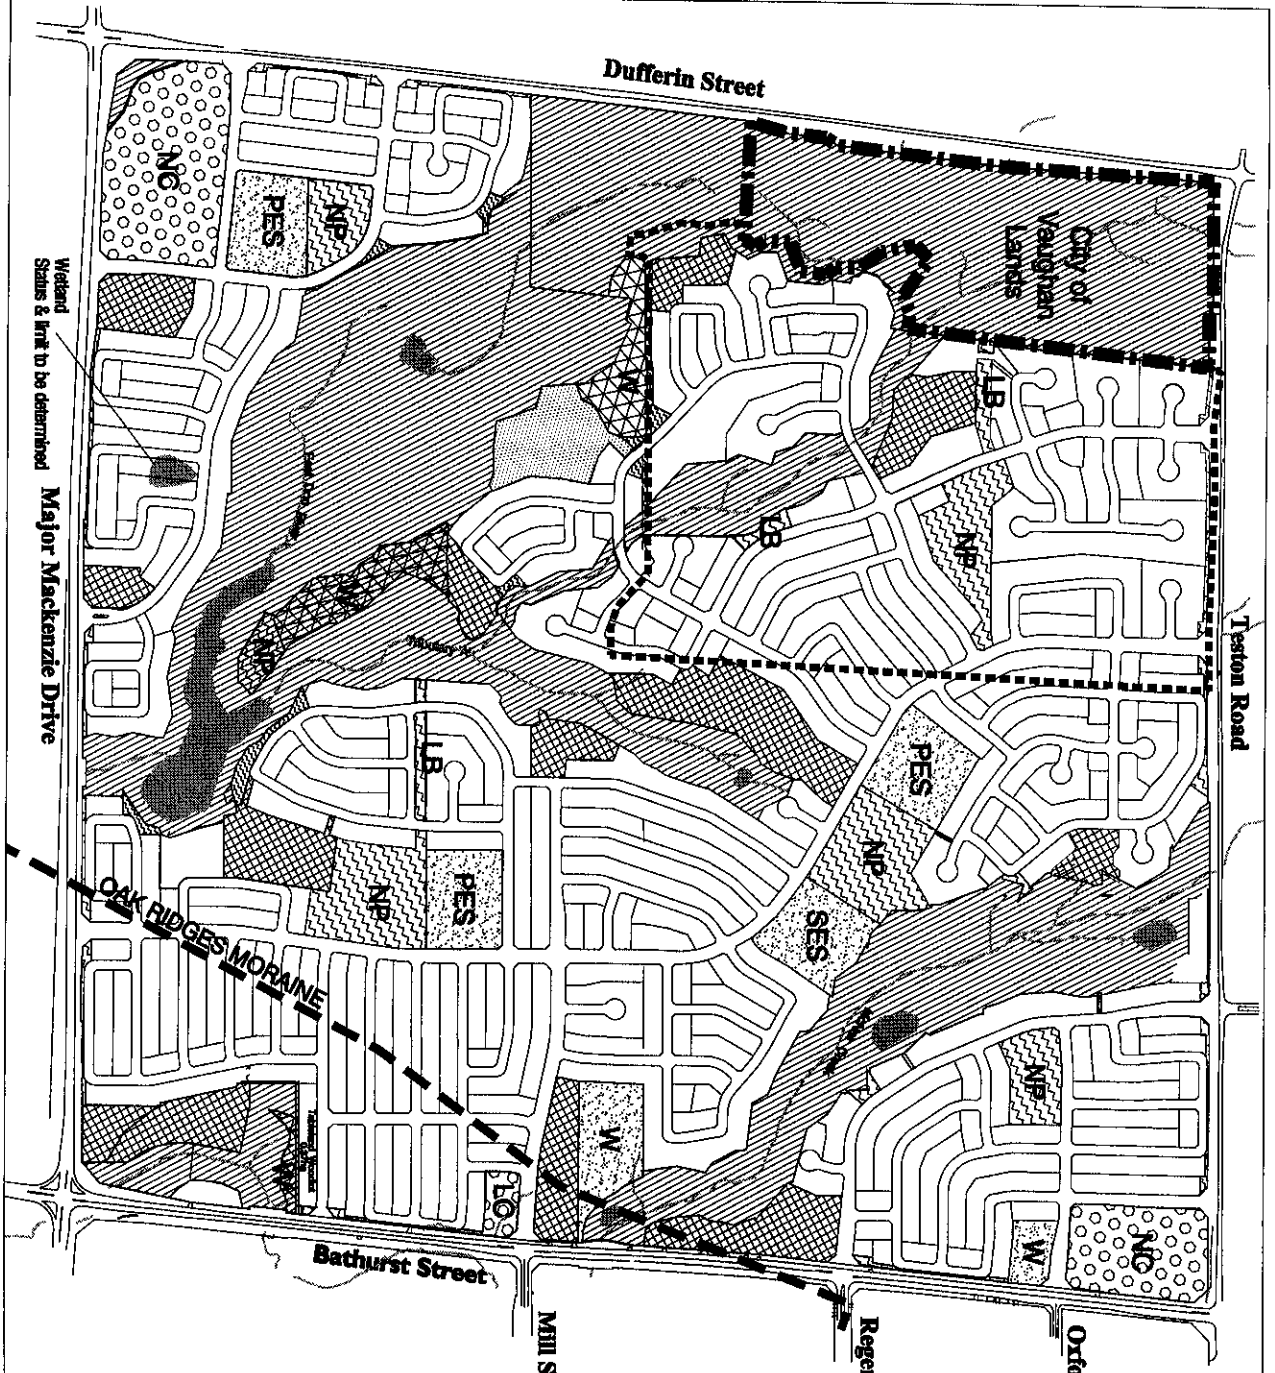 Dufferin Street
City of
Vaughan
Lands
NC
PES
NP
LB
W
Wetland
Status & limit to be determined
Major Mackenzie Drive
LB
NP
Teston Road
W
NP
Tributary 'A'
LB
PES
NP
NP
PES
SES
OAK RIDGES MORAINE
NP
W
W
LC
W
NC
Bathurst Street
Mill S
Regen
Oxfo